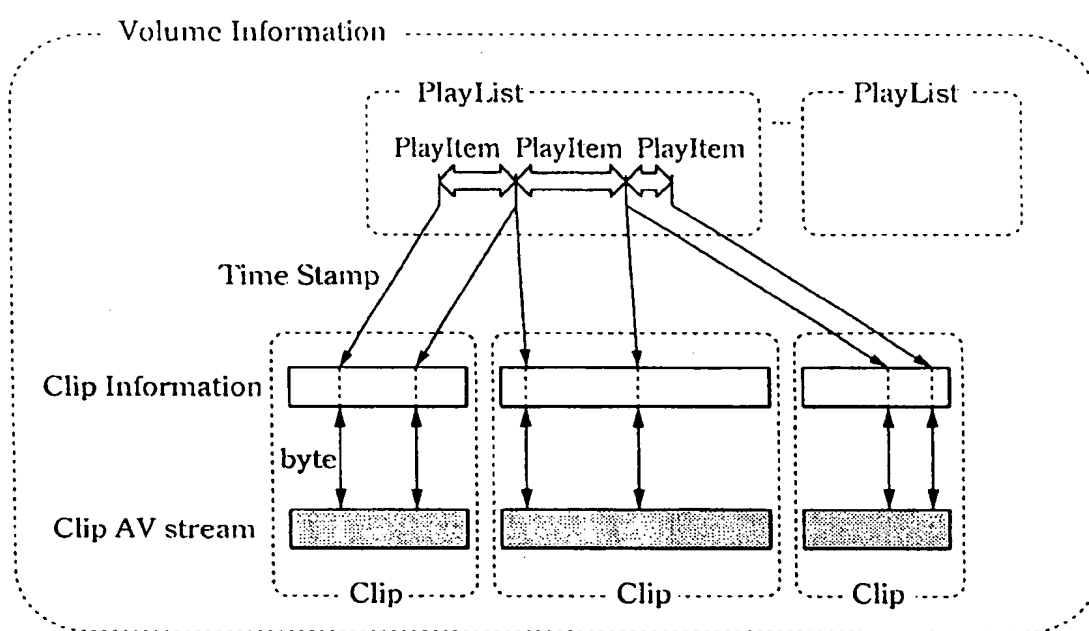 Volume Information
PlayList
PlayList
...
PlayItem PlayItem PlayItem
Time Stamp
Clip Information
byte
Clip AV stream
Clip
Clip
Clip